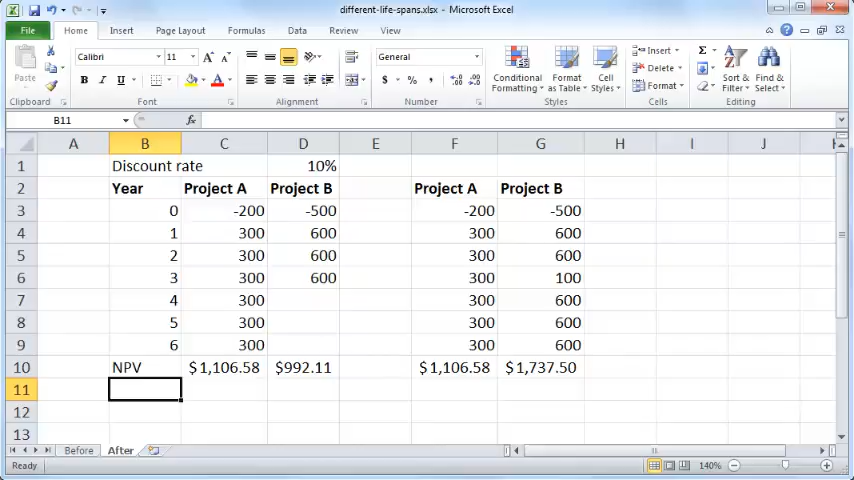 different-life-spans.xlsx - Microsoft Excel
File Home Insert Page Layout Formulas Data Review View
Paste
Clipboard
Calibri 11 A A
B I U A
Font
Alignment
General
$ % , .0 .00 .00 .0
Number
Conditional Formatting
Format as Table
Cell Styles
Styles
Insert
Delete
Format
Cells
Σ
Sort & Filter
Find & Select
Editing
B11 fx
A B C D E F G H I J
1 Discount rate 10%
2 Year Project A Project B Project A Project B
3 0 -200 -500 -200 -500
4 1 300 600 300 600
5 2 300 600 300 600
6 3 300 600 300 100
7 4 300 300 600
8 5 300 300 600
9 6 300 300 600
10 NPV $1,106.58 $992.11 $1,106.58 $1,737.50
11
12
13
Before After
Ready 140%